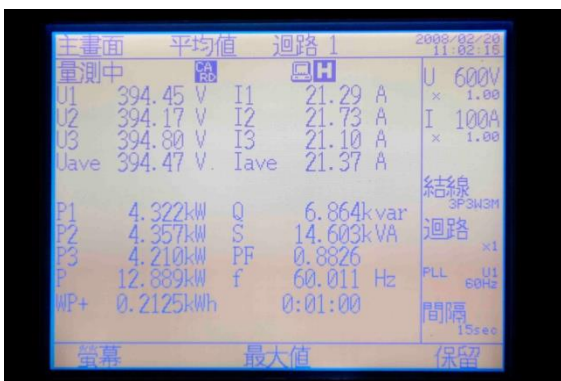 主畫面 平均值 迴路 1 2008/02/20
11:02:15
量測中 CARD H
U1 394.45 V I1 21.29 A
U2 394.17 V I2 21.73 A
U3 394.80 V I3 21.10 A
Uave 394.47 V. Iave 21.37 A
P1 4.322kW Q 6.864kvar
P2 4.357kW S 14.603kVA
P3 4.210kW PF 0.8826
P 12.889kW f 60.011 Hz
WP+ 0.2125kWh 0:01:00
U 600V
× 1.00
I 100A
× 1.00
結線
3P3W3M
迴路
×1
PLL U1
60Hz
間隔
15sec
螢幕 最大值 保留